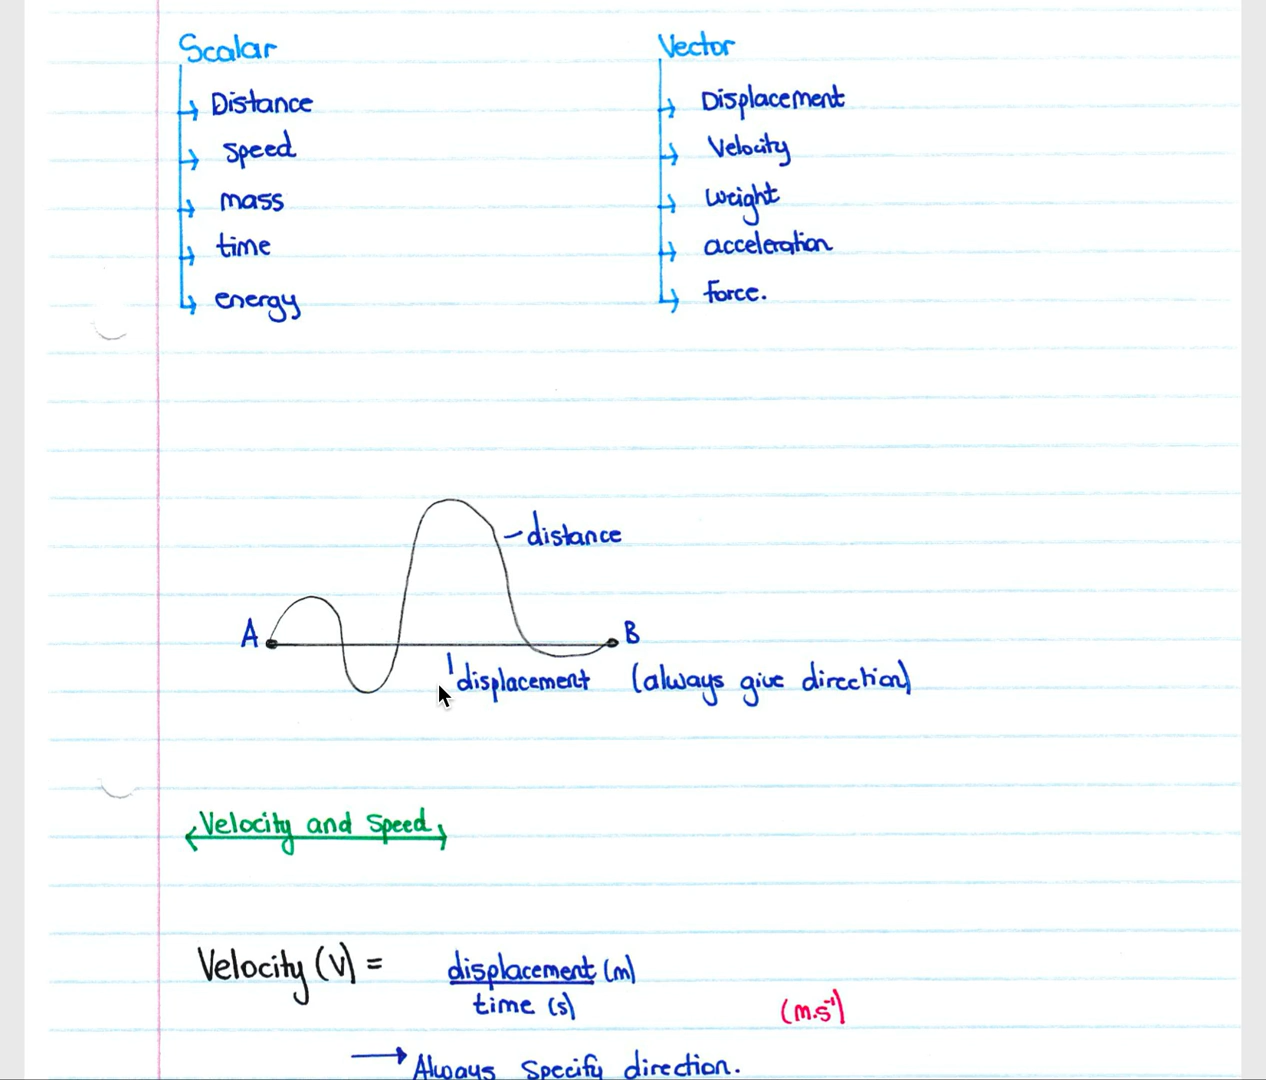 Scalar
Distance
speed
mass
time
energy
Vector
Displacement
Velocity
weight
acceleration
force.
distance
A
B
displacement (always give direction)
Velocity and Speed
Velocity (v) = displacement (m)
time (s)
(m.s⁻¹)
Always specify direction.